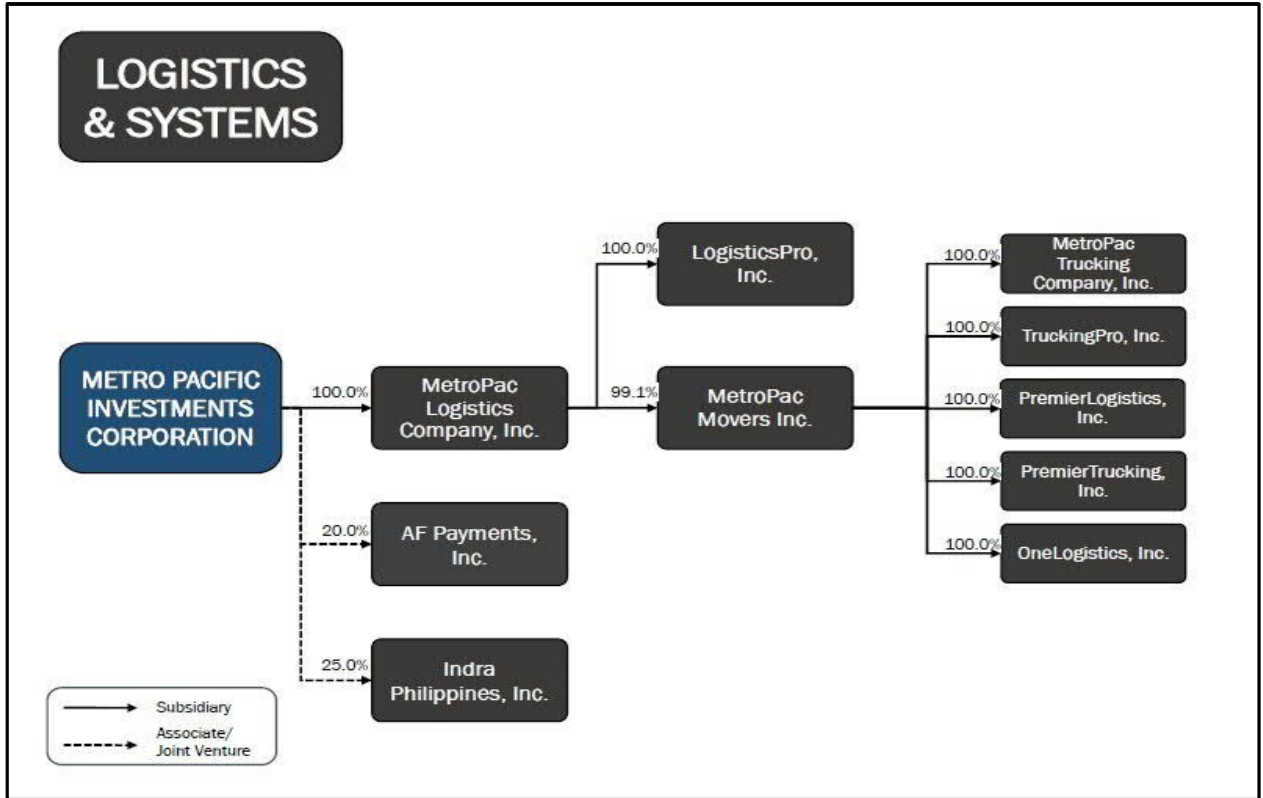 LOGISTICS
& SYSTEMS
METRO PACIFIC
INVESTMENTS
CORPORATION
100.0%
MetroPac
Logistics
Company, Inc.
20.0%
AF Payments,
Inc.
25.0%
Indra
Philippines, Inc.
100.0%
LogisticsPro,
Inc.
99.1%
MetroPac
Movers Inc.
100.0%
MetroPac
Trucking
Company, Inc.
100.0%
TruckingPro, Inc.
100.0%
PremierLogistics,
Inc.
100.0%
PremierTrucking,
Inc.
100.0%
OneLogistics, Inc.
Subsidiary
Associate/
Joint Venture